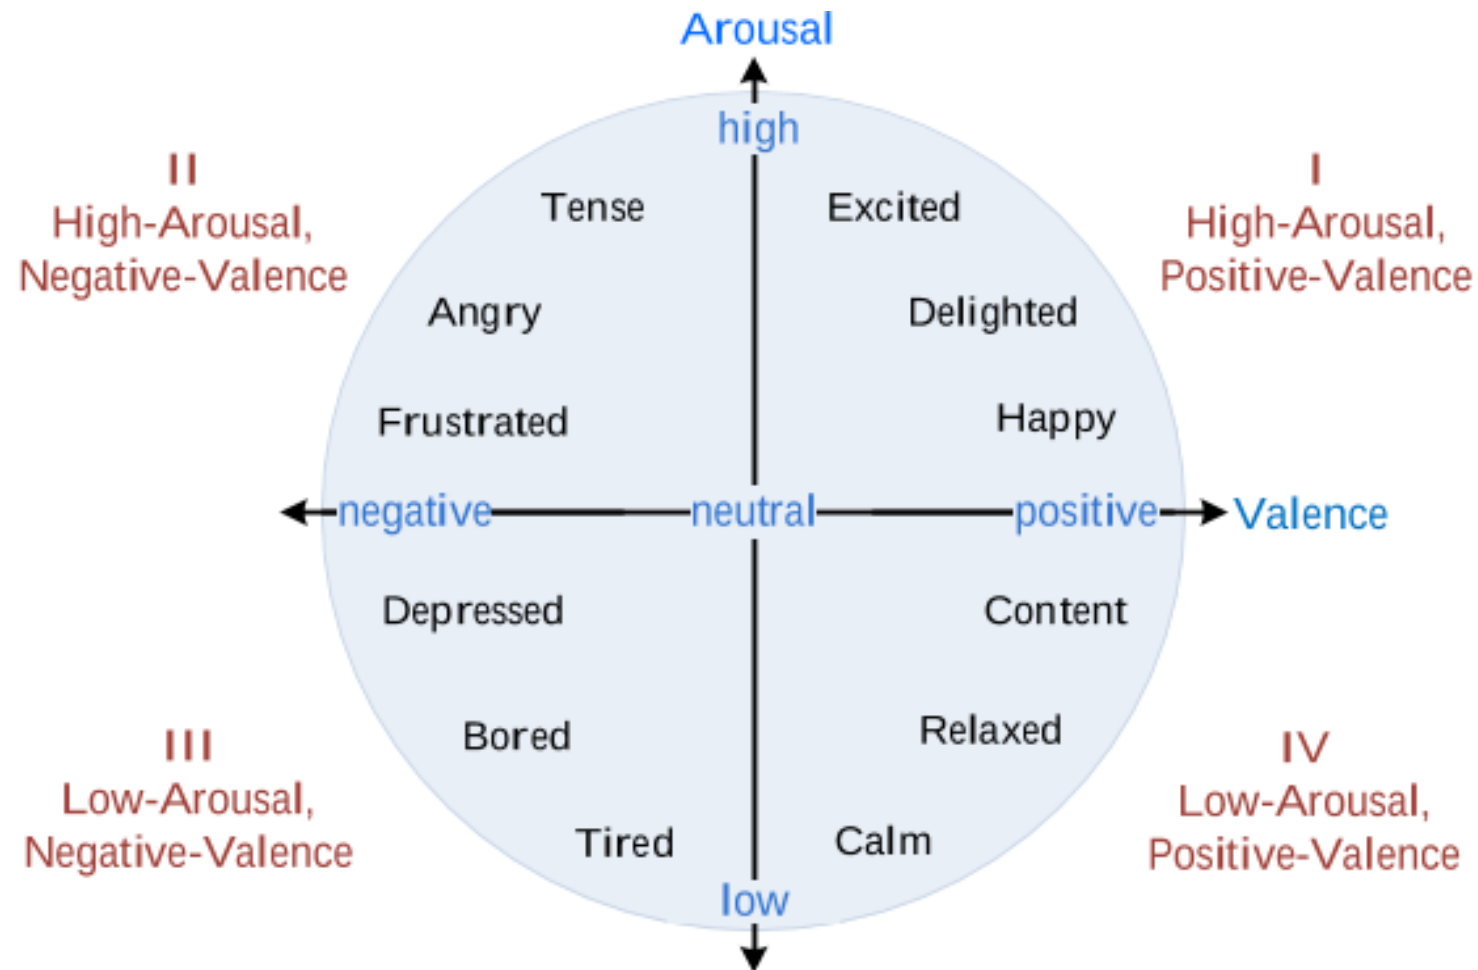 Arousal
high
II
High-Arousal,
Negative-Valence
I
High-Arousal,
Positive-Valence
Tense
Excited
Angry
Delighted
Frustrated
Happy
negative
neutral
positive
Valence
Depressed
Content
Bored
Relaxed
III
Low-Arousal,
Negative-Valence
IV
Low-Arousal,
Positive-Valence
Tired
Calm
low